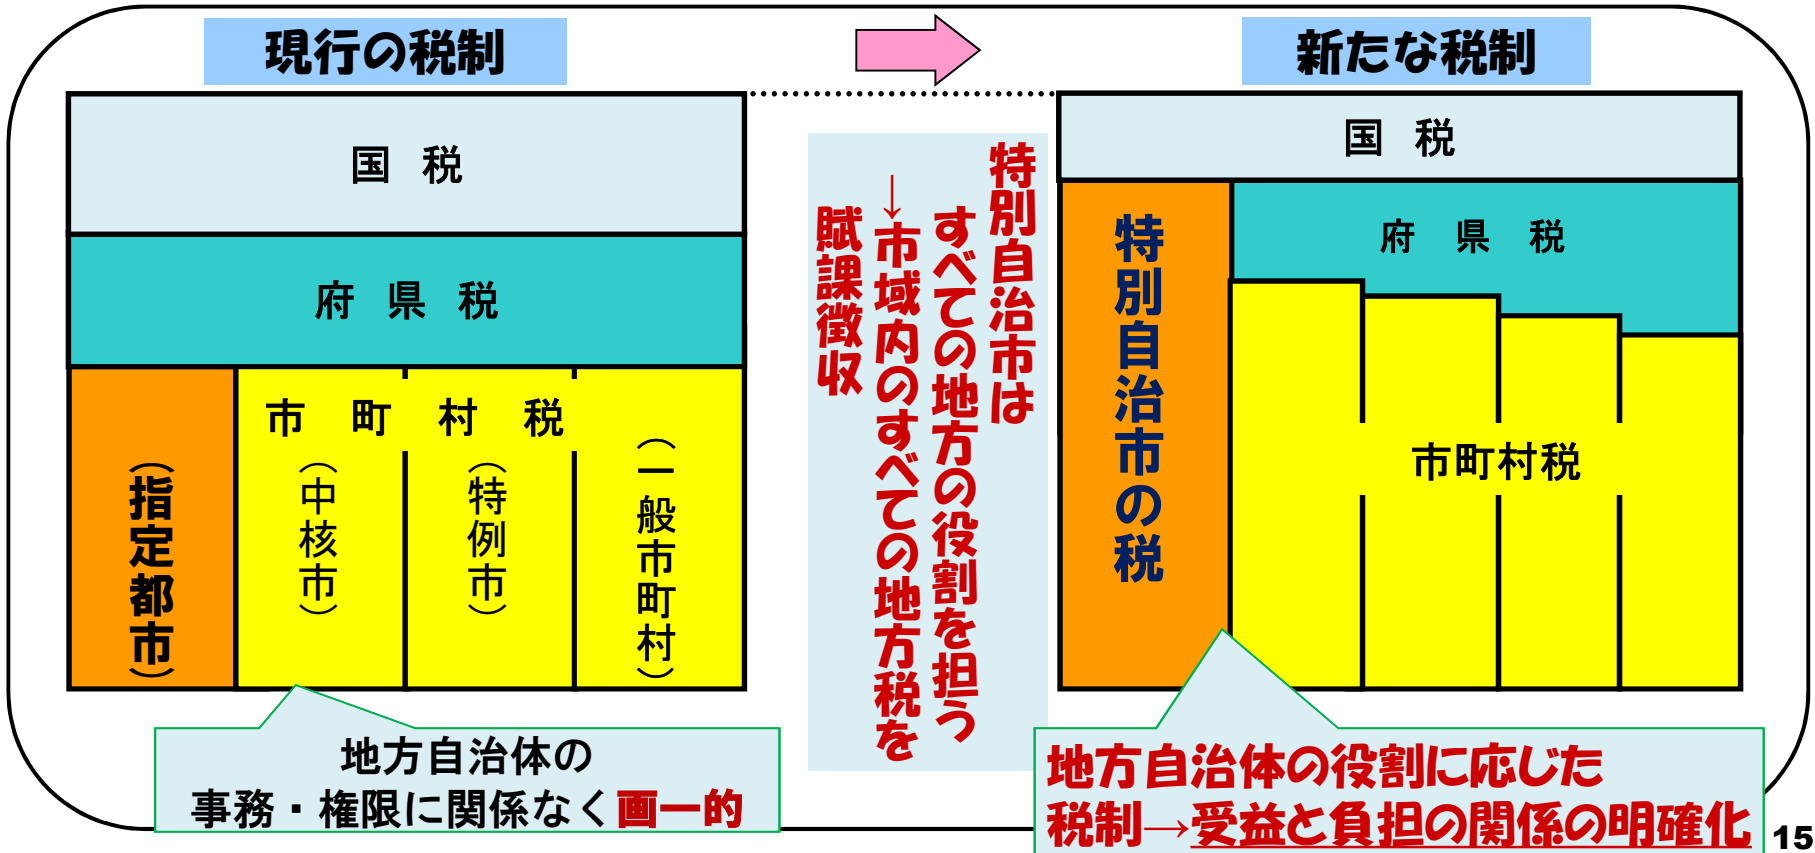 現行の税制
新たな税制
国 税
府 県 税
市 町 村 税
（指定都市）
（中核市）
（特例市）
（一般市町村）
地方自治体の
事務・権限に関係なく画一的
特別自治市は
すべての地方の役割を担う
→市域内のすべての地方税を
賦課徴収
国 税
府 県 税
特別自治市の税
市町村税
地方自治体の役割に応じた
税制→受益と負担の関係の明確化
15